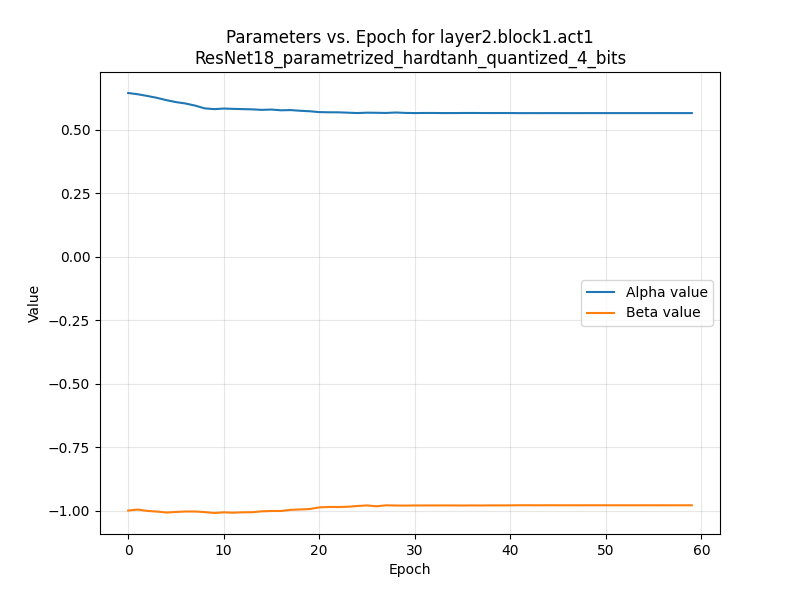 Parameters vs. Epoch for layer2.block1.act1
ResNet18_parametrized_hardtanh_quantized_4_bits
0.50
0.25
0.00
−0.25
−0.50
−0.75
−1.00
Value
Alpha value
Beta value
0 10 20 30 40 50 60
Epoch